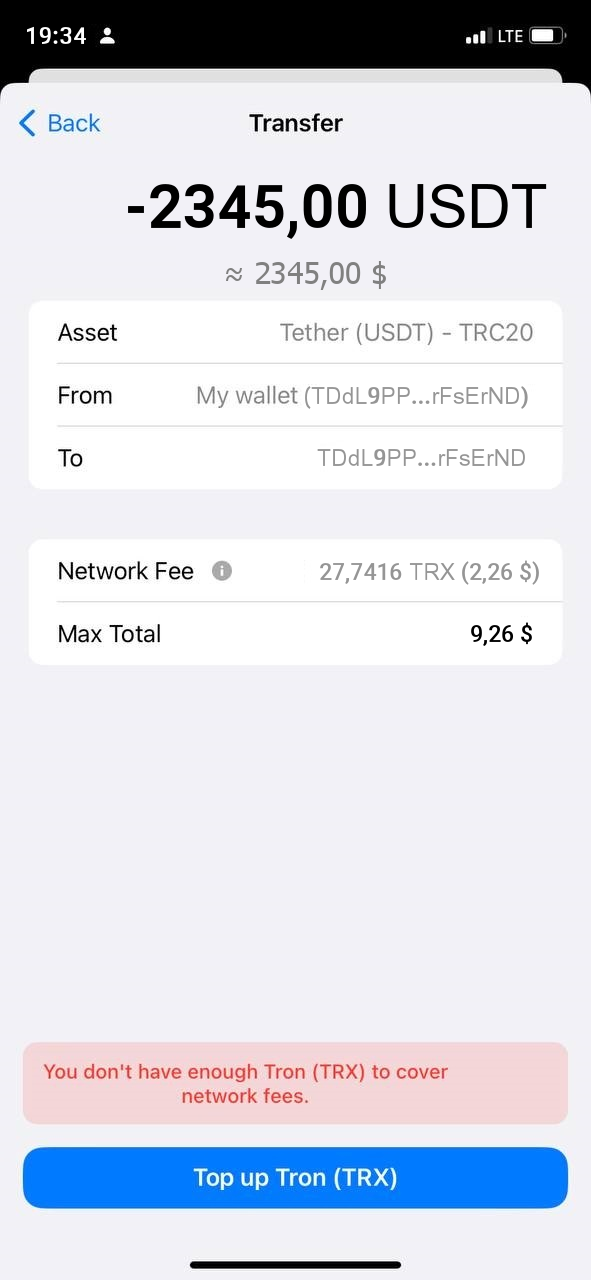 19:34
LTE
Back
Transfer
-2345,00 USDT
≈ 2345,00 $
Asset Tether (USDT) - TRC20
From My wallet (TDdL9PP...rFsErND)
To TDdL9PP...rFsErND
Network Fee 27,7416 TRX (2,26 $)
Max Total 9,26 $
You don't have enough Tron (TRX) to cover
network fees.
Top up Tron (TRX)